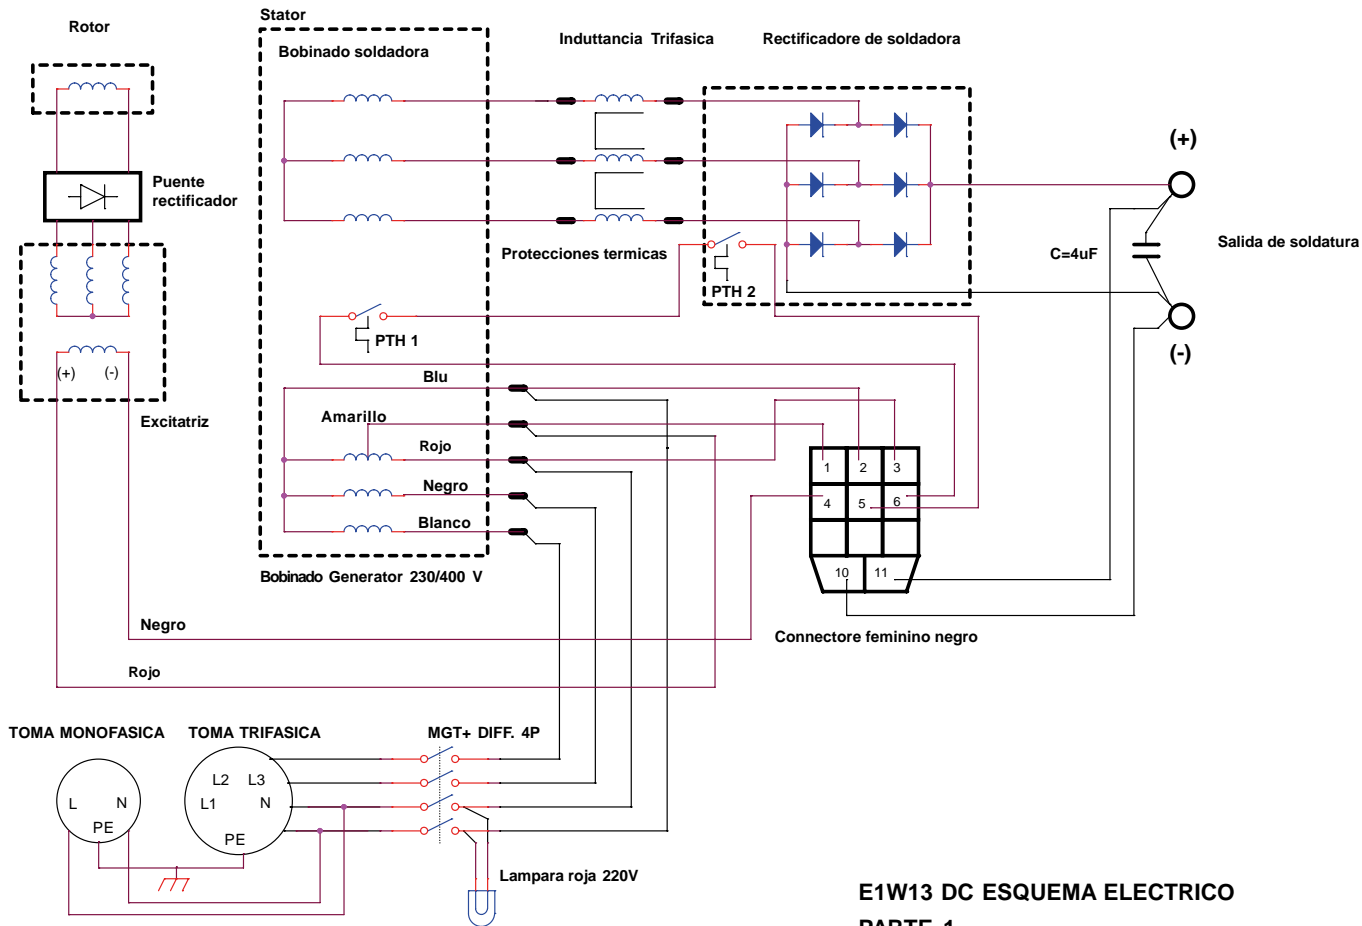 Stator
Rotor
Induttancia Trifasica
Rectificadore de soldadora
Bobinado soldadora
(+)
Puente
rectificador
Protecciones termicas
C=4uF
Salida de soldatura
PTH 2
PTH 1
(-)
(+)
(-)
Blu
Excitatriz
Amarillo
Rojo
Negro
Blanco
1
2
3
4
5
6
10
11
Bobinado Generator 230/400 V
Negro
Connectore feminino negro
Rojo
TOMA MONOFASICA
TOMA TRIFASICA
MGT+ DIFF. 4P
L2
L3
L
N
L1
N
PE
PE
Lampara roja 220V
E1W13 DC ESQUEMA ELECTRICO
PARTE 1